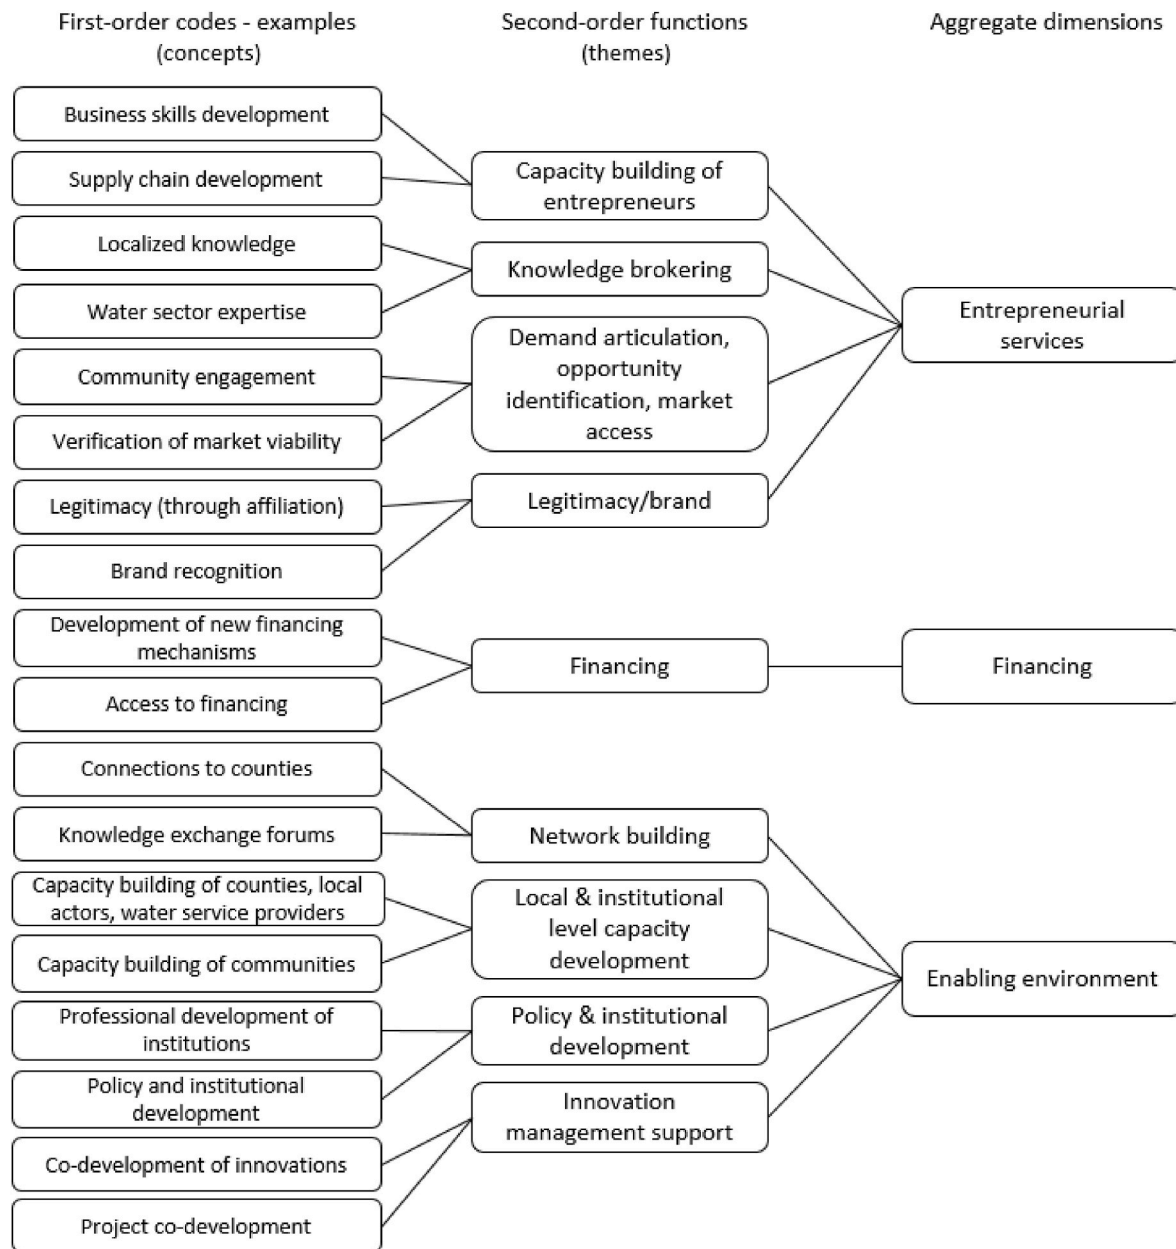 First-order codes - examples
(concepts)
Second-order functions
(themes)
Aggregate dimensions
Business skills development
Supply chain development
Localized knowledge
Water sector expertise
Community engagement
Verification of market viability
Legitimacy (through affiliation)
Brand recognition
Development of new financing
mechanisms
Access to financing
Connections to counties
Knowledge exchange forums
Capacity building of counties, local
actors, water service providers
Capacity building of communities
Professional development of
institutions
Policy and institutional
development
Co-development of innovations
Project co-development
Capacity building of
entrepreneurs
Knowledge brokering
Demand articulation,
opportunity
identification, market
access
Legitimacy/brand
Financing
Network building
Local & institutional
level capacity
development
Policy & institutional
development
Innovation
management support
Entrepreneurial
services
Financing
Enabling environment